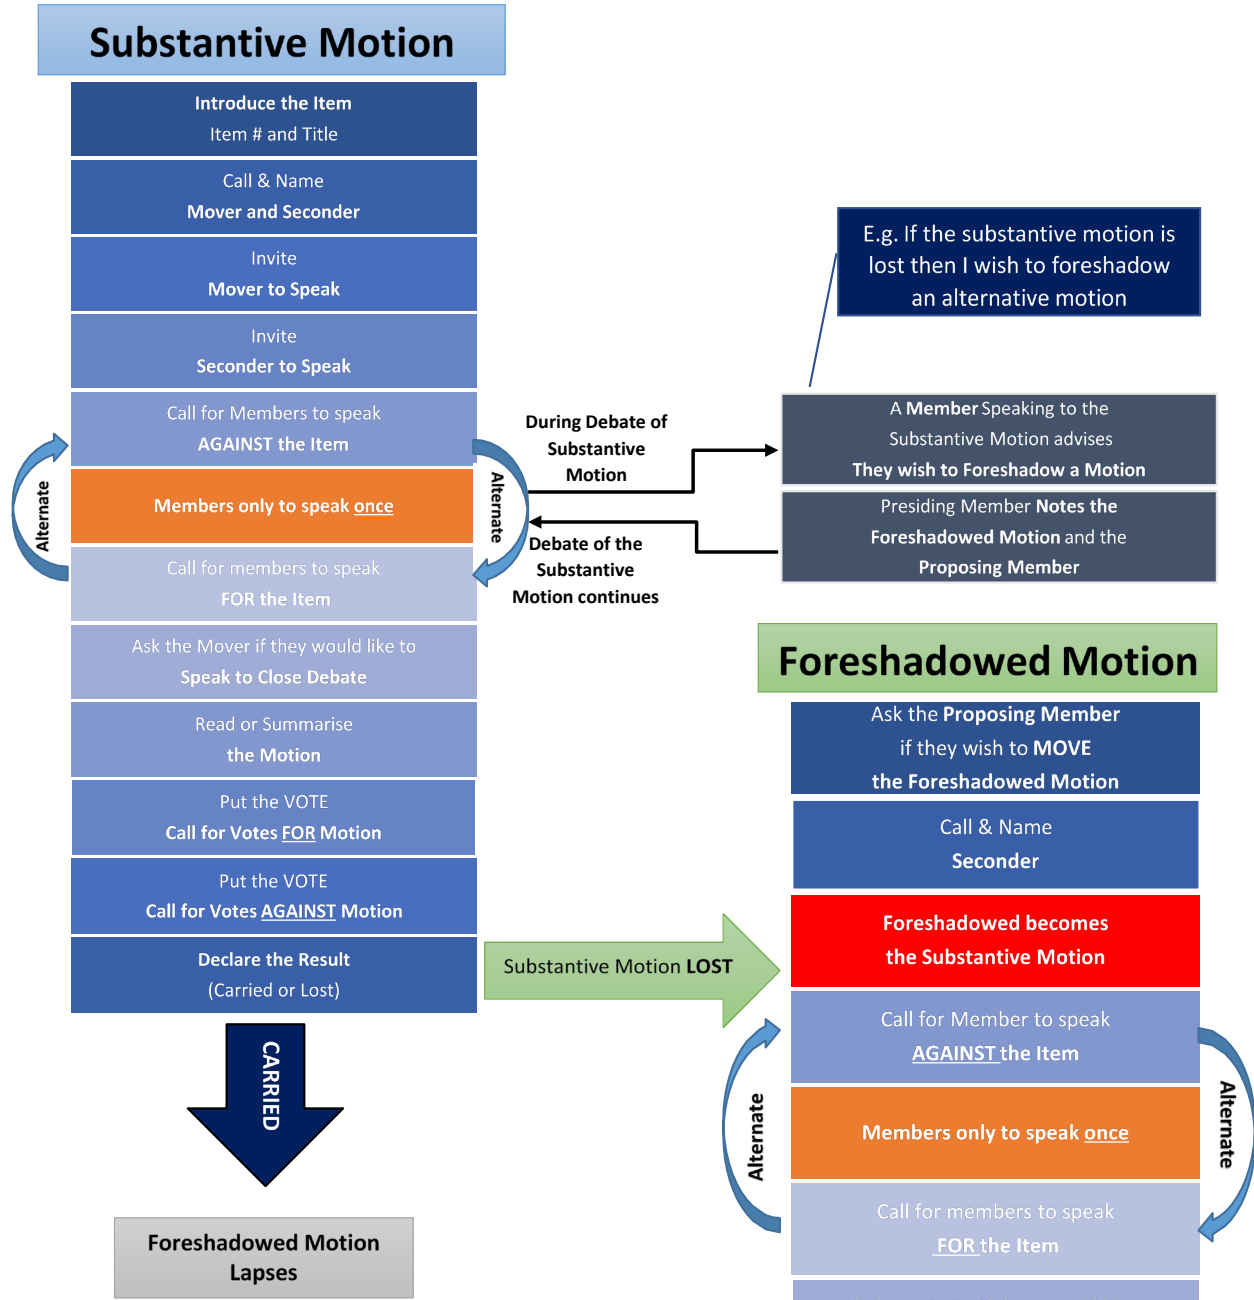 Substantive Motion
Introduce the Item
Item # and Title
Call & Name
Mover and Seconder
Invite
Mover to Speak
Invite
Seconder to Speak
Call for Members to speak
AGAINST the Item
Alternate
Members only to speak once
Alternate
Call for members to speak
FOR the Item
Ask the Mover if they would like to
Speak to Close Debate
Read or Summarise
the Motion
Put the VOTE
Call for Votes FOR Motion
Put the VOTE
Call for Votes AGAINST Motion
Declare the Result
(Carried or Lost)
CARRIED
Foreshadowed Motion
Lapses
During Debate of
Substantive
Motion
Debate of the
Substantive
Motion continues
E.g. If the substantive motion is
lost then I wish to foreshadow
an alternative motion
A Member Speaking to the
Substantive Motion advises
They wish to Foreshadow a Motion
Presiding Member Notes the
Foreshadowed Motion and the
Proposing Member
Substantive Motion LOST
Foreshadowed Motion
Ask the Proposing Member
if they wish to MOVE
the Foreshadowed Motion
Call & Name
Seconder
Foreshadowed becomes
the Substantive Motion
Call for Member to speak
AGAINST the Item
Alternate
Members only to speak once
Alternate
Call for members to speak
FOR the Item